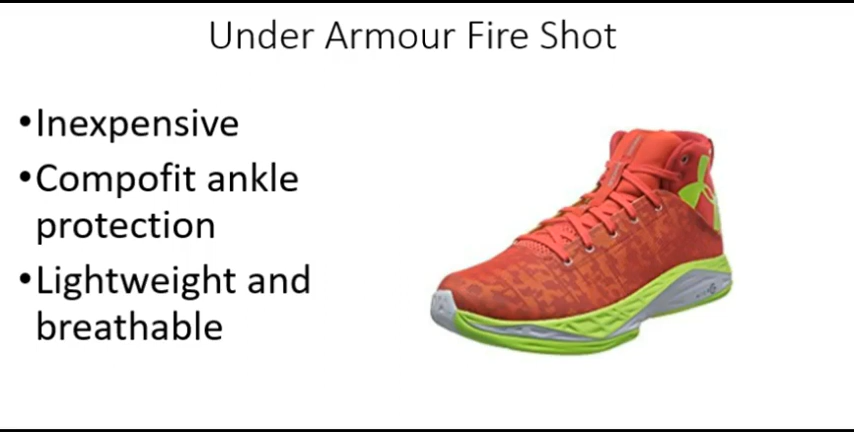 Under Armour Fire Shot
•Inexpensive
•Compofit ankle
protection
•Lightweight and
breathable